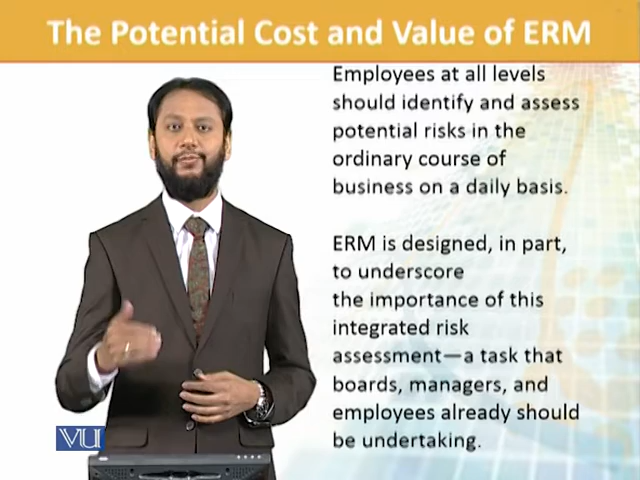 The Potential Cost and Value of ERM
Employees at all levels
should identify and assess
potential risks in the
ordinary course of
business on a daily basis.
ERM is designed, in part,
to underscore
the importance of this
integrated risk
assessment—a task that
boards, managers, and
employees already should
be undertaking.
VU